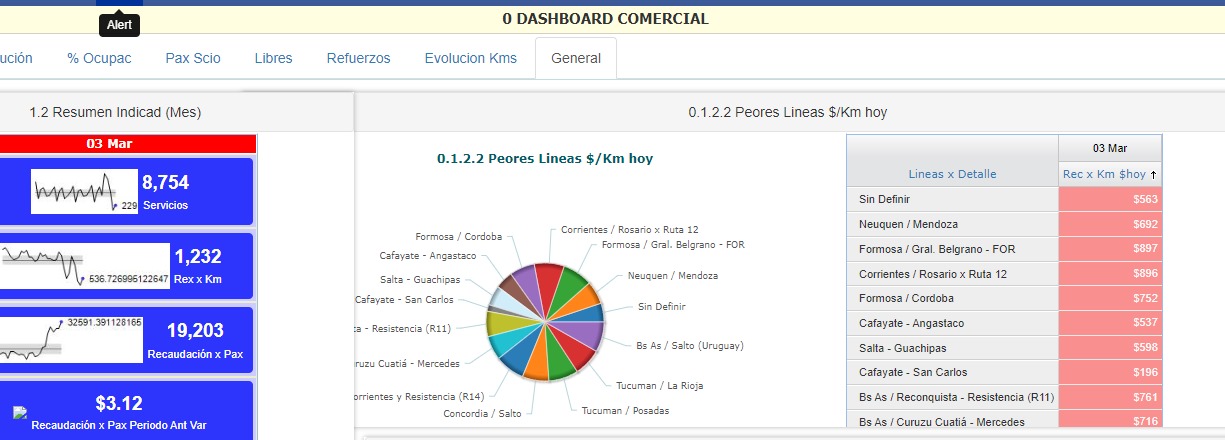 Alert
0 DASHBOARD COMERCIAL
ución
% Ocupac
Pax Scio
Libres
Refuerzos
Evolucion Kms
General
1.2 Resumen Indicad (Mes)
03 Mar
229
8,754
Servicios
536.726995122647
1,232
Rex x Km
32591.391128165
19,203
Recaudación x Pax
$3.12
Recaudación x Pax Periodo Ant Var
0.1.2.2 Peores Lineas $/Km hoy
0.1.2.2 Peores Lineas $/Km hoy
Corrientes / Rosario x Ruta 12
Formosa / Gral. Belgrano - FOR
Neuquen / Mendoza
Sin Definir
Bs As / Salto (Uruguay)
Tucuman / La Rioja
Tucuman / Posadas
Concordia / Salto
orrientes y Resistencia (R14)
uruzu Cuatiá - Mercedes
ta - Resistencia (R11)
Cafayate - San Carlos
Salta - Guachipas
Cafayate - Angastaco
Formosa / Cordoba
03 Mar
Lineas x Detalle Rec x Km $hoy
Sin Definir $563
Neuquen / Mendoza $692
Formosa / Gral. Belgrano - FOR $897
Corrientes / Rosario x Ruta 12 $896
Formosa / Cordoba $752
Cafayate - Angastaco $537
Salta - Guachipas $598
Cafayate - San Carlos $196
Bs As / Reconquista - Resistencia (R11) $761
Bs As / Curuzu Cuatiá - Mercedes $716